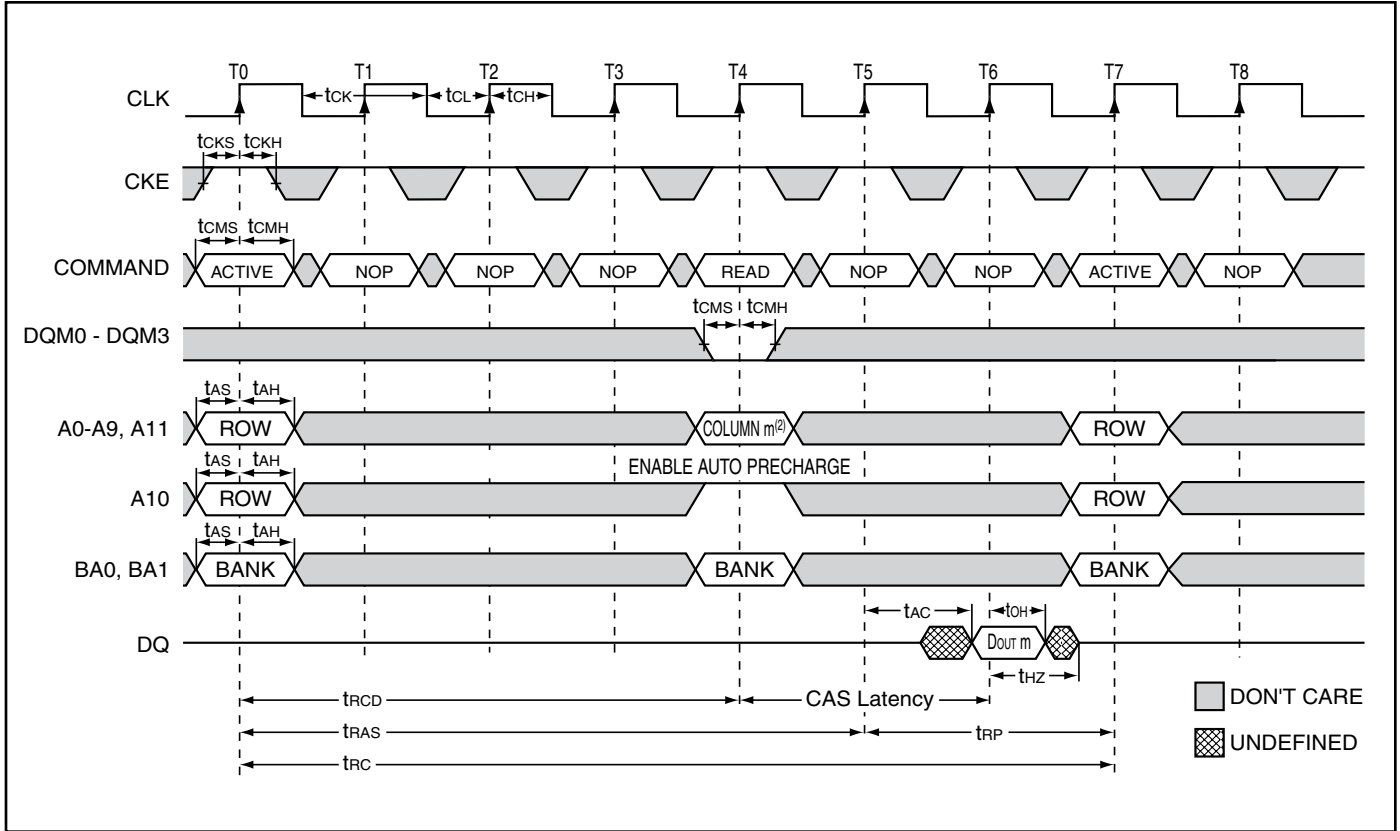 T0 T1 T2 T3 T4 T5 T6 T7 T8
CLK tCK tCL tCH
tCKS tCKH
CKE
tCMS tCMH
COMMAND ACTIVE NOP NOP NOP READ NOP NOP ACTIVE NOP
tCMS tCMH
DQM0 - DQM3
tAS tAH
A0-A9, A11 ROW COLUMN m(2) ROW
tAS tAH ENABLE AUTO PRECHARGE
A10 ROW ROW
tAS tAH
BA0, BA1 BANK BANK BANK
tAC tOH
DQ DOUT m
tHZ
tRCD CAS Latency DON'T CARE
tRAS tRP UNDEFINED
tRC